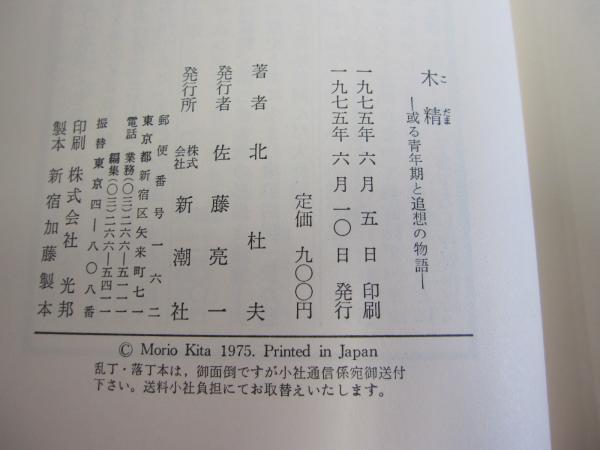 木精
こだま
―或る青年期と追想の物語―
一九七五年六月五日 印刷
一九七五年六月一〇日 発行
定価 九〇〇円
著者 北杜夫
発行者 佐藤亮一
発行所 株式会社 新潮社
郵便番号一六二
東京都新宿区矢来町七一
電話 業務(〇三)二六六―五一一一
編集(〇三)二六六―五四一一
振替東京四―八〇八番
印刷 株式会社 光邦
製本 新宿加藤製本
© Morio Kita 1975. Printed in Japan
乱丁・落丁本は，御面倒ですが小社通信係宛御送付
下さい。送料小社負担にてお取替えいたします。